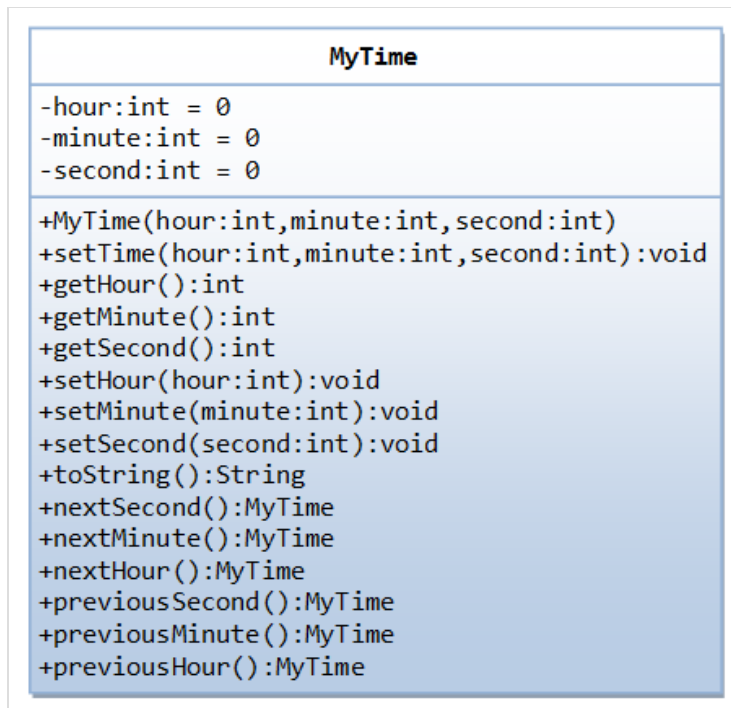 MyTime
-hour:int = 0
-minute:int = 0
-second:int = 0
+MyTime(hour:int,minute:int,second:int)
+setTime(hour:int,minute:int,second:int):void
+getHour():int
+getMinute():int
+getSecond():int
+setHour(hour:int):void
+setMinute(minute:int):void
+setSecond(second:int):void
+toString():String
+nextSecond():MyTime
+nextMinute():MyTime
+nextHour():MyTime
+previousSecond():MyTime
+previousMinute():MyTime
+previousHour():MyTime